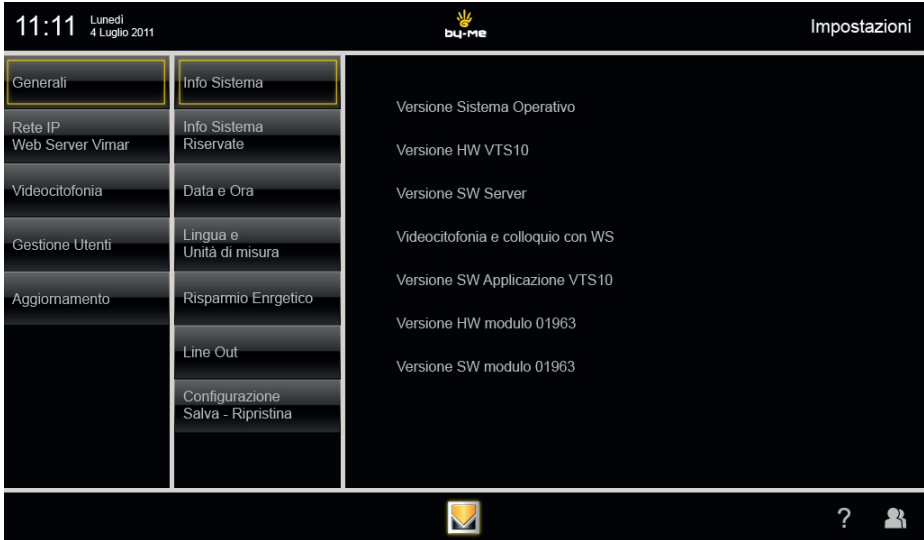 11:11
Lunedì
4 Luglio 2011
by-me
Impostazioni
Generali
Rete IP
Web Server Vimar
Videocitofonia
Gestione Utenti
Aggiornamento
Info Sistema
Info Sistema
Riservate
Data e Ora
Lingua e
Unità di misura
Risparmio Enrgetico
Line Out
Configurazione
Salva - Ripristina
Versione Sistema Operativo
Versione HW VTS10
Versione SW Server
Videocitofonia e colloquio con WS
Versione SW Applicazione VTS10
Versione HW modulo 01963
Versione SW modulo 01963
?